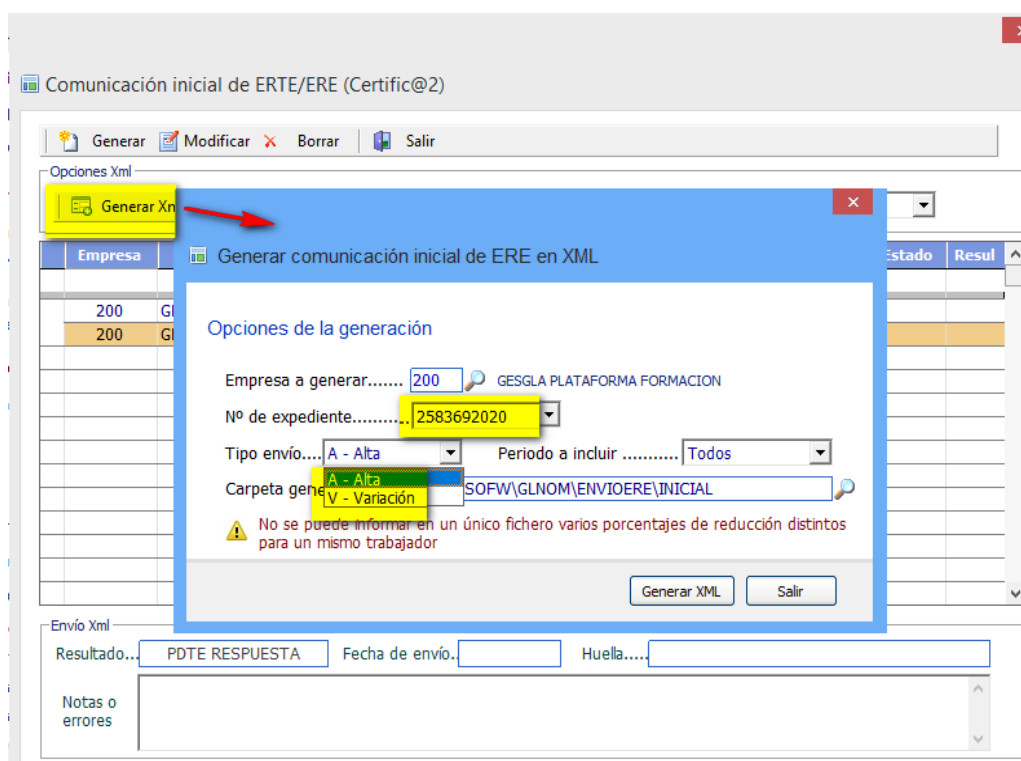 Comunicación inicial de ERTE/ERE (Certific@2)
Generar Modificar Borrar Salir
Opciones Xml
Generar Xm
Generar comunicación inicial de ERE en XML
Empresa Estado Resul
Opciones de la generación
200
200
Empresa a generar....... 200 GESGLA PLATAFORMA FORMACION
Nº de expediente........... 2583692020
Tipo envío.... A - Alta Periodo a incluir ........... Todos
A - Alta
V - Variación
Carpeta gene SOFW\GLNOM\ENVIOERE\INICIAL
No se puede informar en un único fichero varios porcentajes de reducción distintos
para un mismo trabajador
Generar XML Salir
Envío Xml
Resultado... PDTE RESPUESTA Fecha de envío.. Huella.....
Notas o
errores